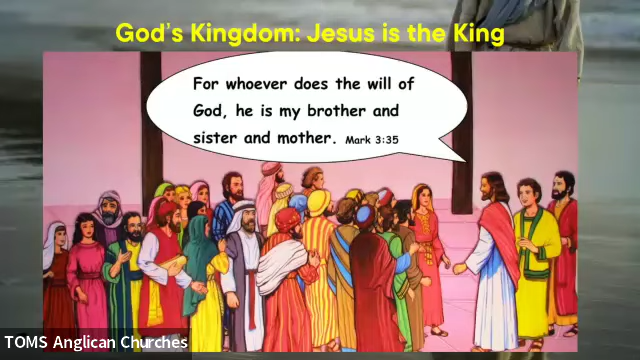 God's Kingdom: Jesus is the King
For whoever does the will of
God, he is my brother and
sister and mother. Mark 3:35
TOMS Anglican Churches